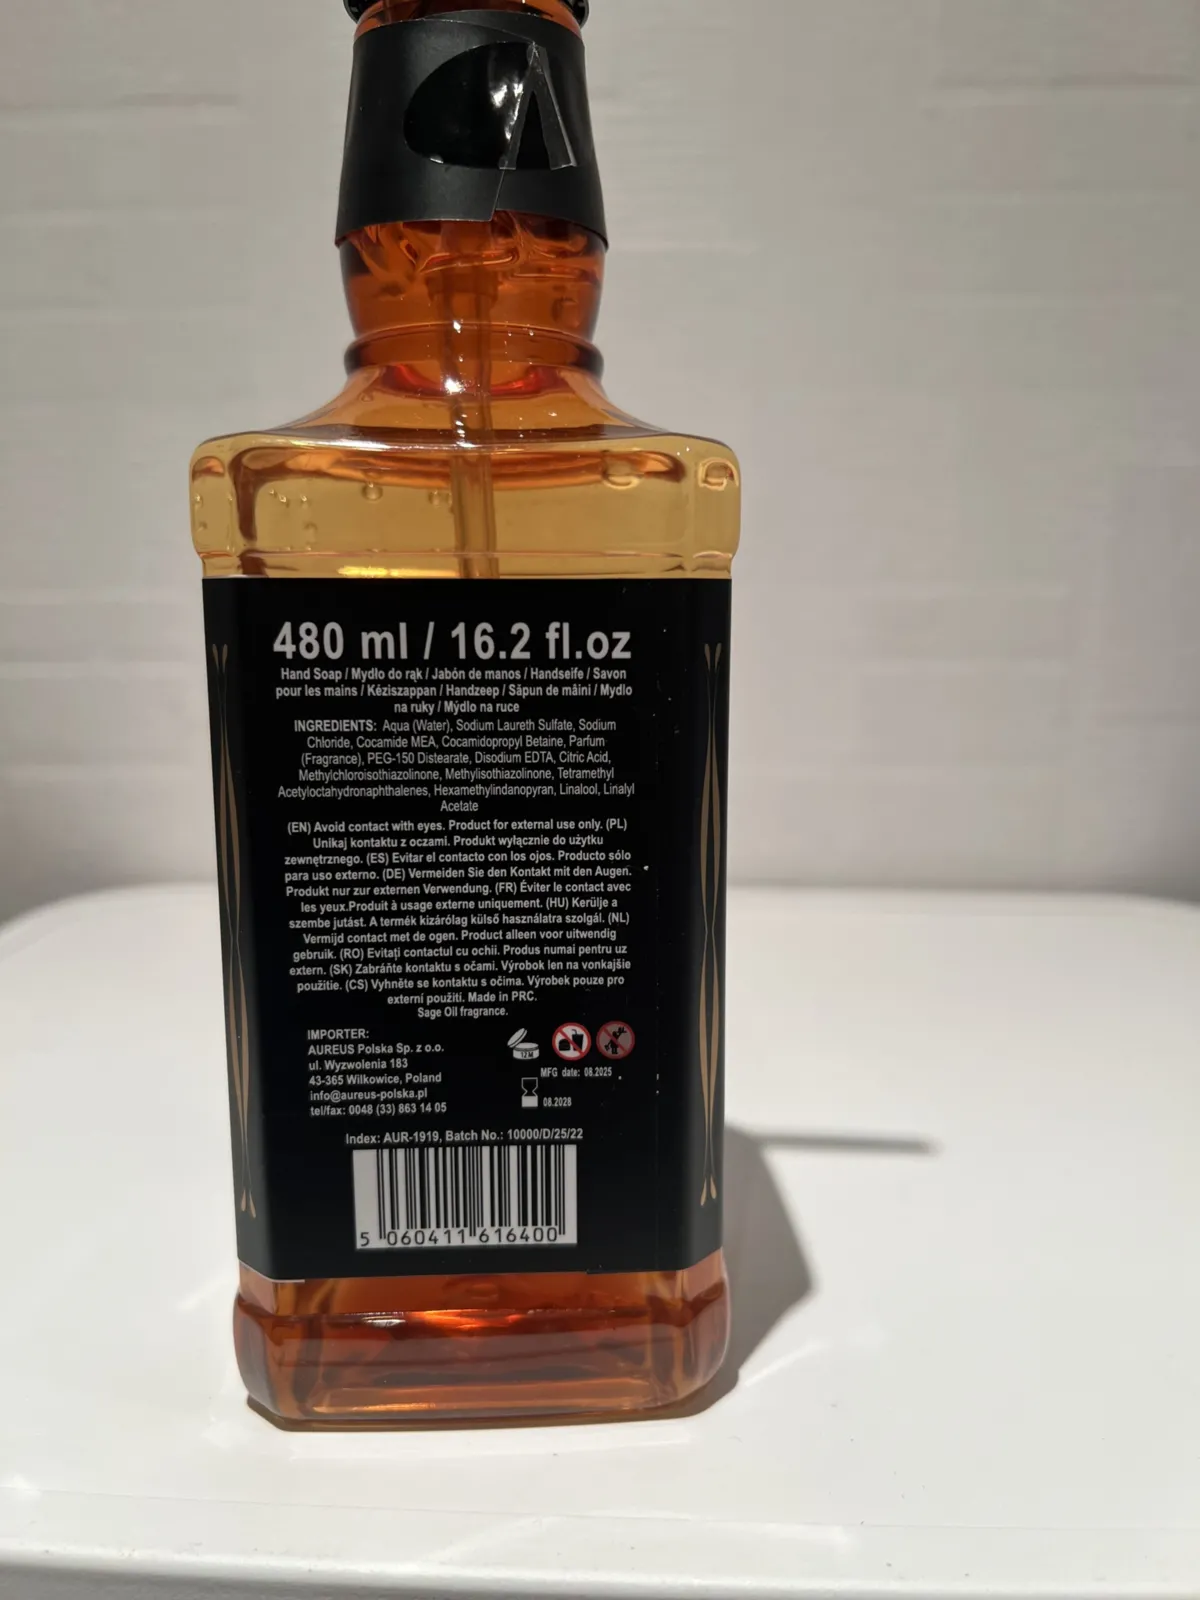 480 ml / 16.2 fl.oz
Hand Soap / Mydło do rąk / Jabón de manos / Handseife / Savon
pour les mains / Kéziszappan / Handzeep / Săpun de mâini / Mydlo
na ruky / Mýdlo na ruce
INGREDIENTS: Aqua (Water), Sodium Laureth Sulfate, Sodium
Chloride, Cocamide MEA, Cocamidopropyl Betaine, Parfum
(Fragrance), PEG-150 Distearate, Disodium EDTA, Citric Acid,
Methylchloroisothiazolinone, Methylisothiazolinone, Tetramethyl
Acetyloctahydronaphthalenes, Hexamethylindanopyran, Linalool, Linalyl
Acetate
(EN) Avoid contact with eyes. Product for external use only. (PL)
Unikaj kontaktu z oczami. Produkt wyłącznie do użytku
zewnętrznego. (ES) Evitar el contacto con los ojos. Producto sólo
para uso externo. (DE) Vermeiden Sie den Kontakt mit den Augen.
Produkt nur zur externen Verwendung. (FR) Éviter le contact avec
les yeux.Produit à usage externe uniquement. (HU) Kerülje a
szembe jutást. A termék kizárólag külső használatra szolgál. (NL)
Vermijd contact met de ogen. Product alleen voor uitwendig
gebruik. (RO) Evitați contactul cu ochii. Produs numai pentru uz
extern. (SK) Zabráňte kontaktu s očami. Výrobok len na vonkajšie
použitie. (CS) Vyhněte se kontaktu s očima. Výrobek pouze pro
externí použití. Made in PRC.
Sage Oil fragrance.
IMPORTER:
AUREUS Polska Sp. z o.o.
ul. Wyzwolenia 183
43-365 Wilkowice, Poland
info@aureus-polska.pl
tel/fax: 0048 (33) 863 14 05
12M
MFG date: 08.2025
08.2028
Index: AUR-1919, Batch No.: 10000/D/25/22
5 060411 616400